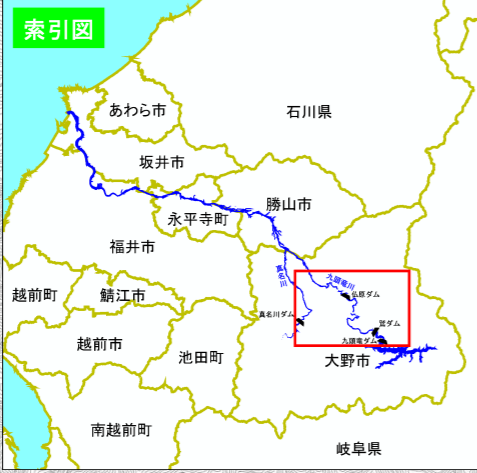 索引図
あわら市
石川県
坂井市
勝山市
永平寺町
福井市
真名川
九頭竜川
仏原ダム
越前町
鯖江市
真名川ダム
鷲ダム
九頭竜ダム
越前市
池田町
大野市
南越前町
岐阜県